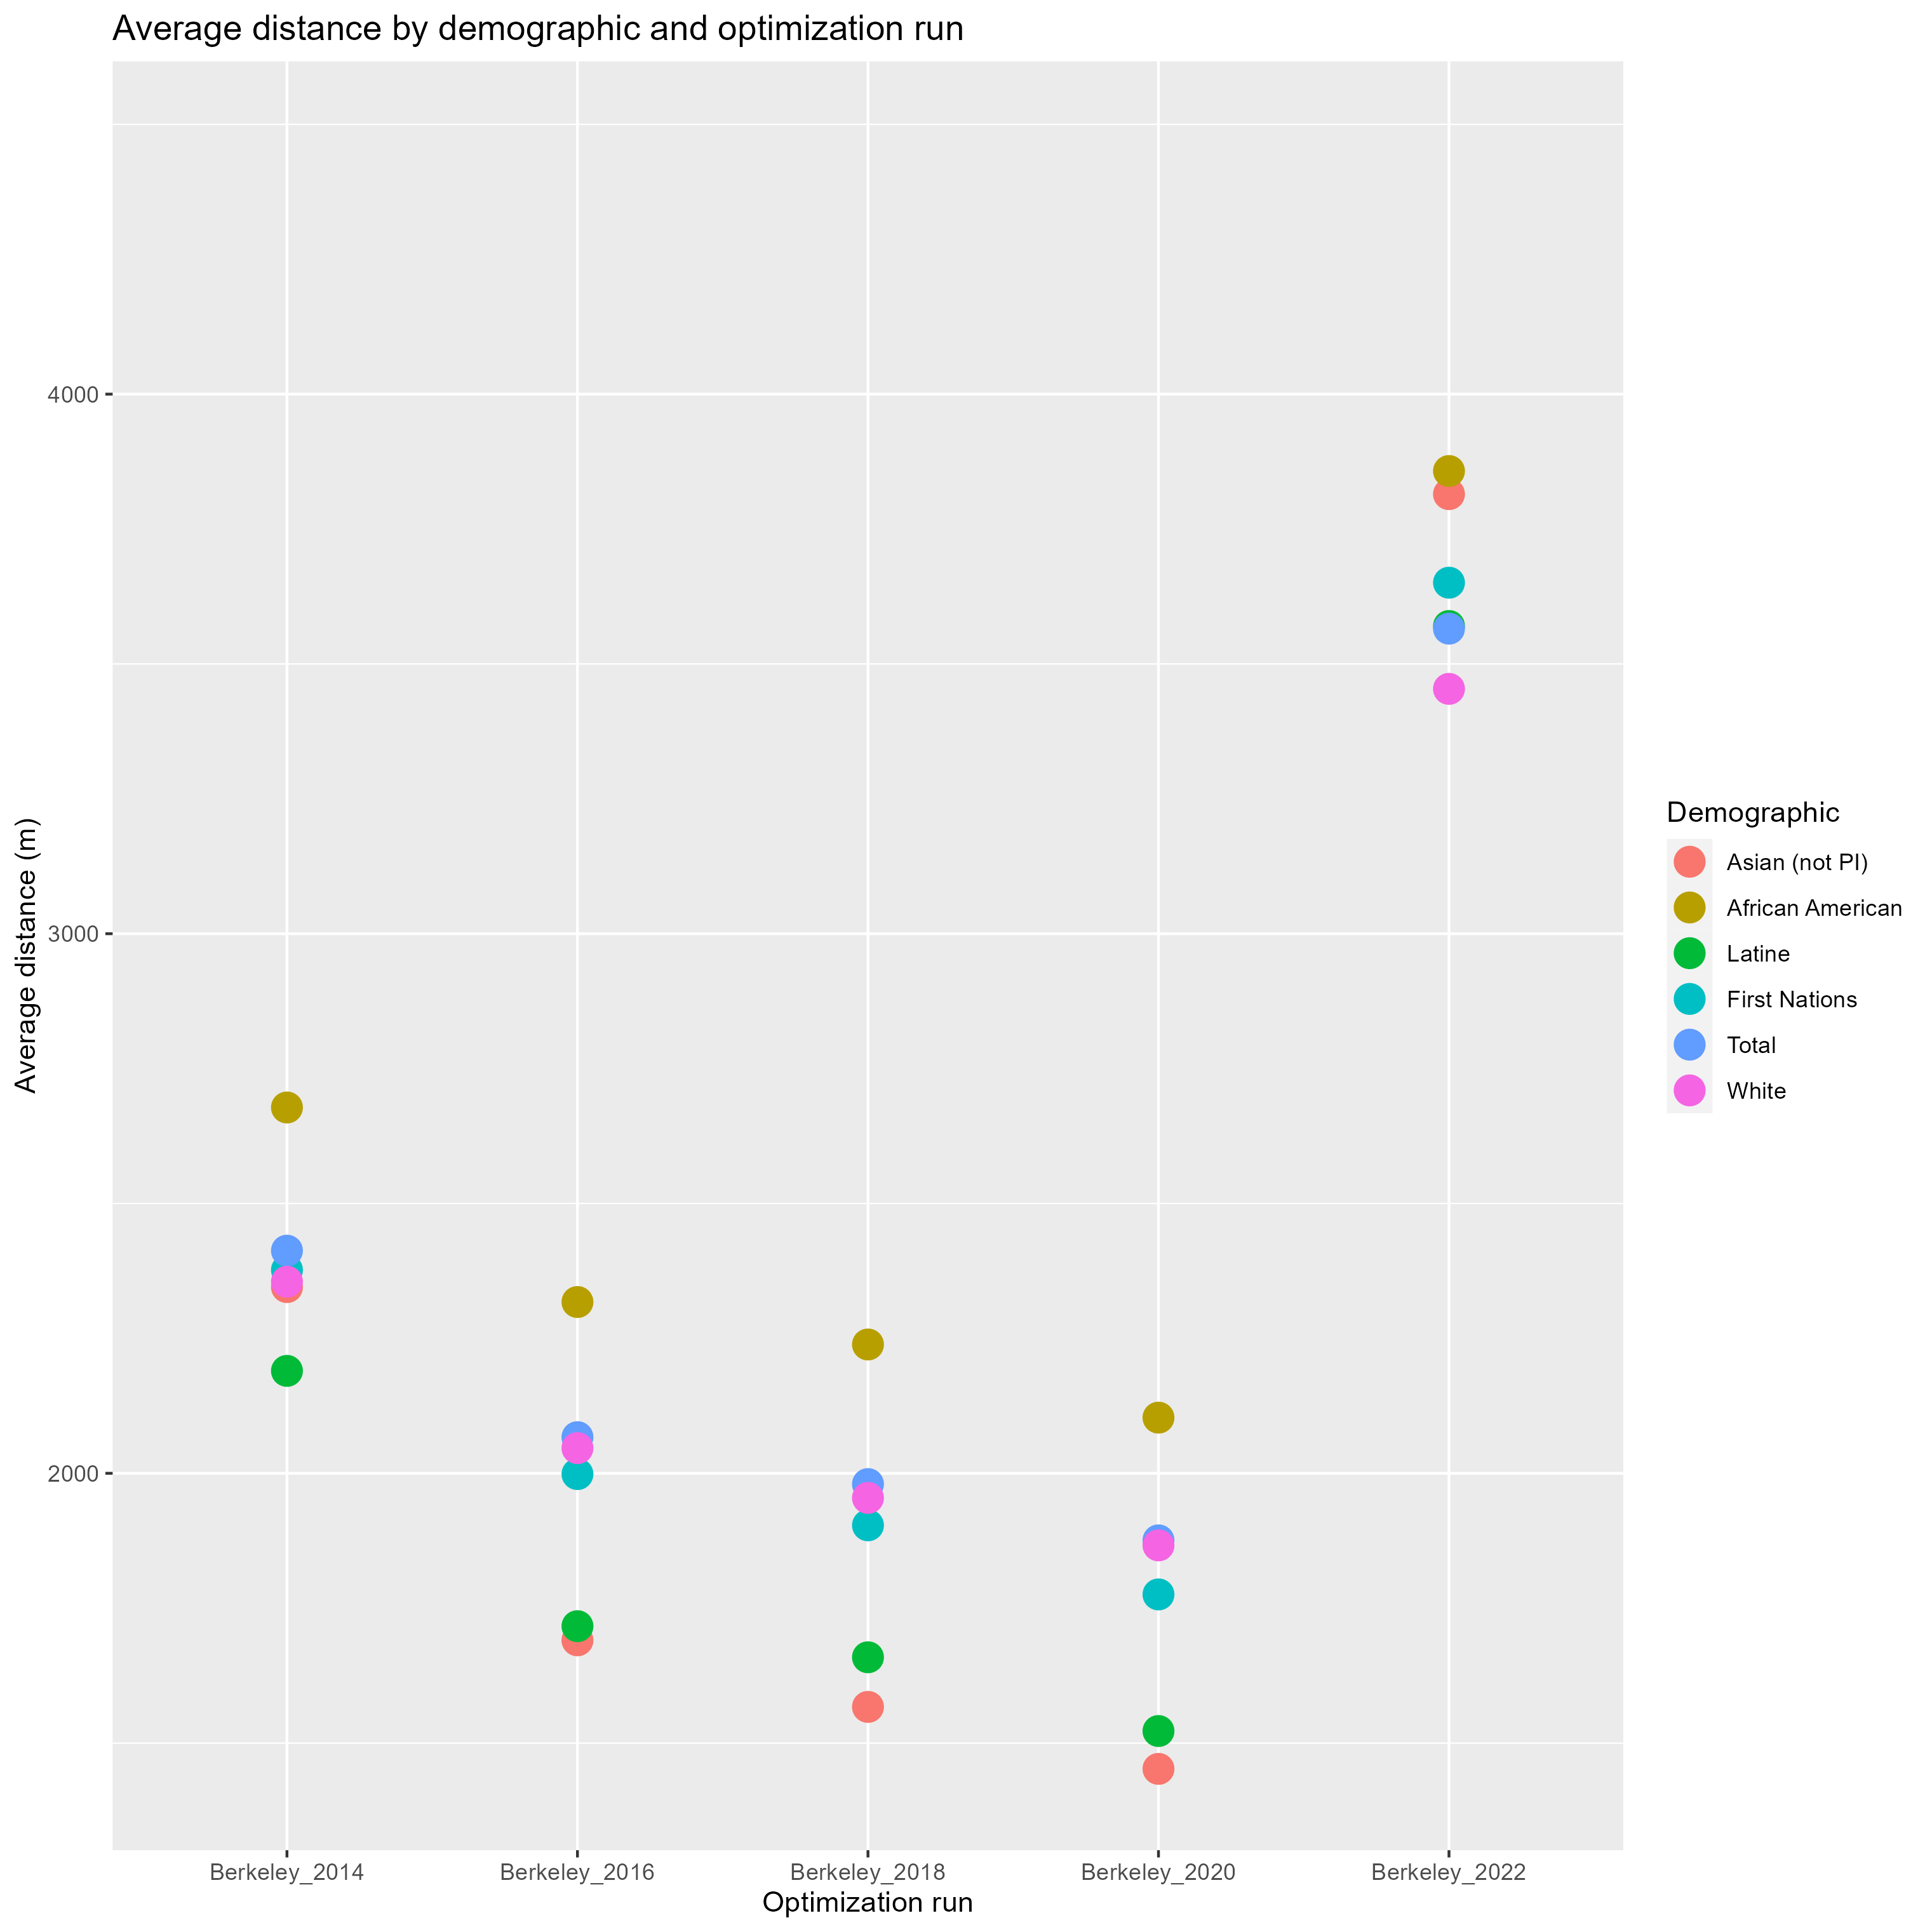 Average distance by demographic and optimization run
4000
3000
2000
Average distance (m)
Berkeley_2014
Berkeley_2016
Berkeley_2018
Berkeley_2020
Berkeley_2022
Optimization run
Demographic
Asian (not PI)
African American
Latine
First Nations
Total
White